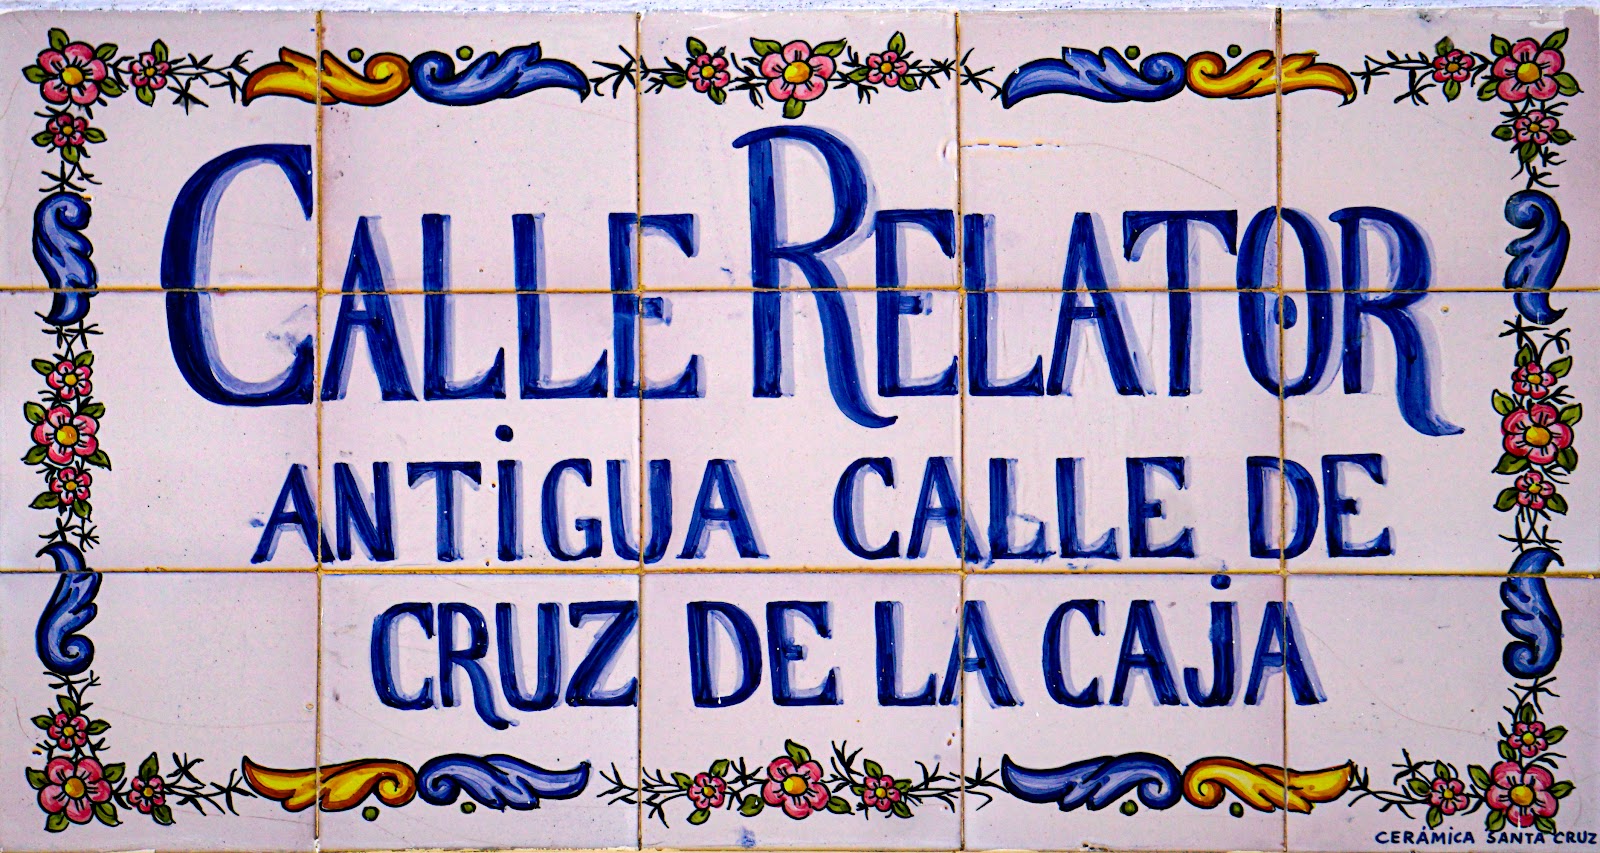 CALLE RELATOR
ANTiGUA CALLE DE
CRUZ DE LA CAJA
CERÁMiCA SANTA CRUZ